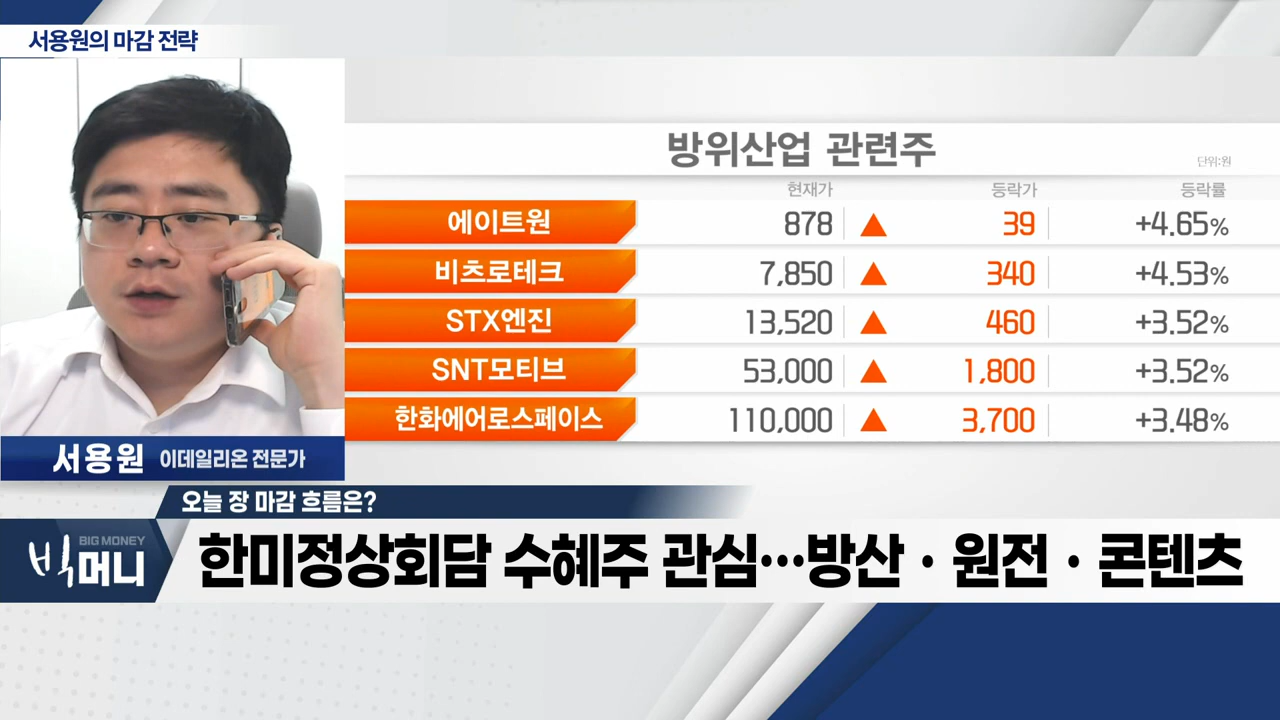 서용원의 마감 전략
방위산업 관련주
단위:원
현재가 등락가 등락률
에이트원 878 ▲ 39 +4.65%
비츠로테크 7,850 ▲ 340 +4.53%
STX엔진 13,520 ▲ 460 +3.52%
SNT모티브 53,000 ▲ 1,800 +3.52%
한화에어로스페이스 110,000 ▲ 3,700 +3.48%
서용원 이데일리온 전문가
오늘 장 마감 흐름은?
BIG MONEY
빅머니
한미정상회담 수혜주 관심…방산·원전·콘텐츠